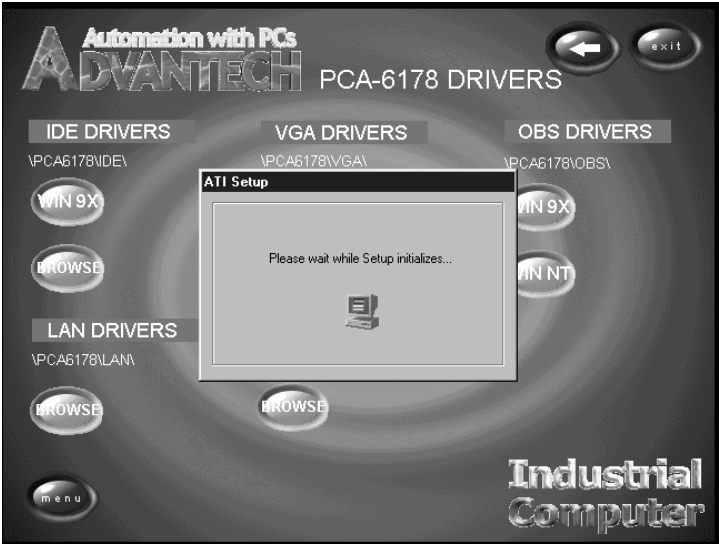 Automation with PCs
ADVANTECH
PCA-6178 DRIVERS
exit
IDE DRIVERS
VGA DRIVERS
OBS DRIVERS
\PCA6178\IDE\
\PCA6178\VGA\
\PCA6178\OBS\
ATI Setup
WIN 9X
WIN 9X
Please wait while Setup initializes...
BROWSE
WIN NT
LAN DRIVERS
\PCA6178\LAN\
BROWSE
BROWSE
menu
Industrial
Computer